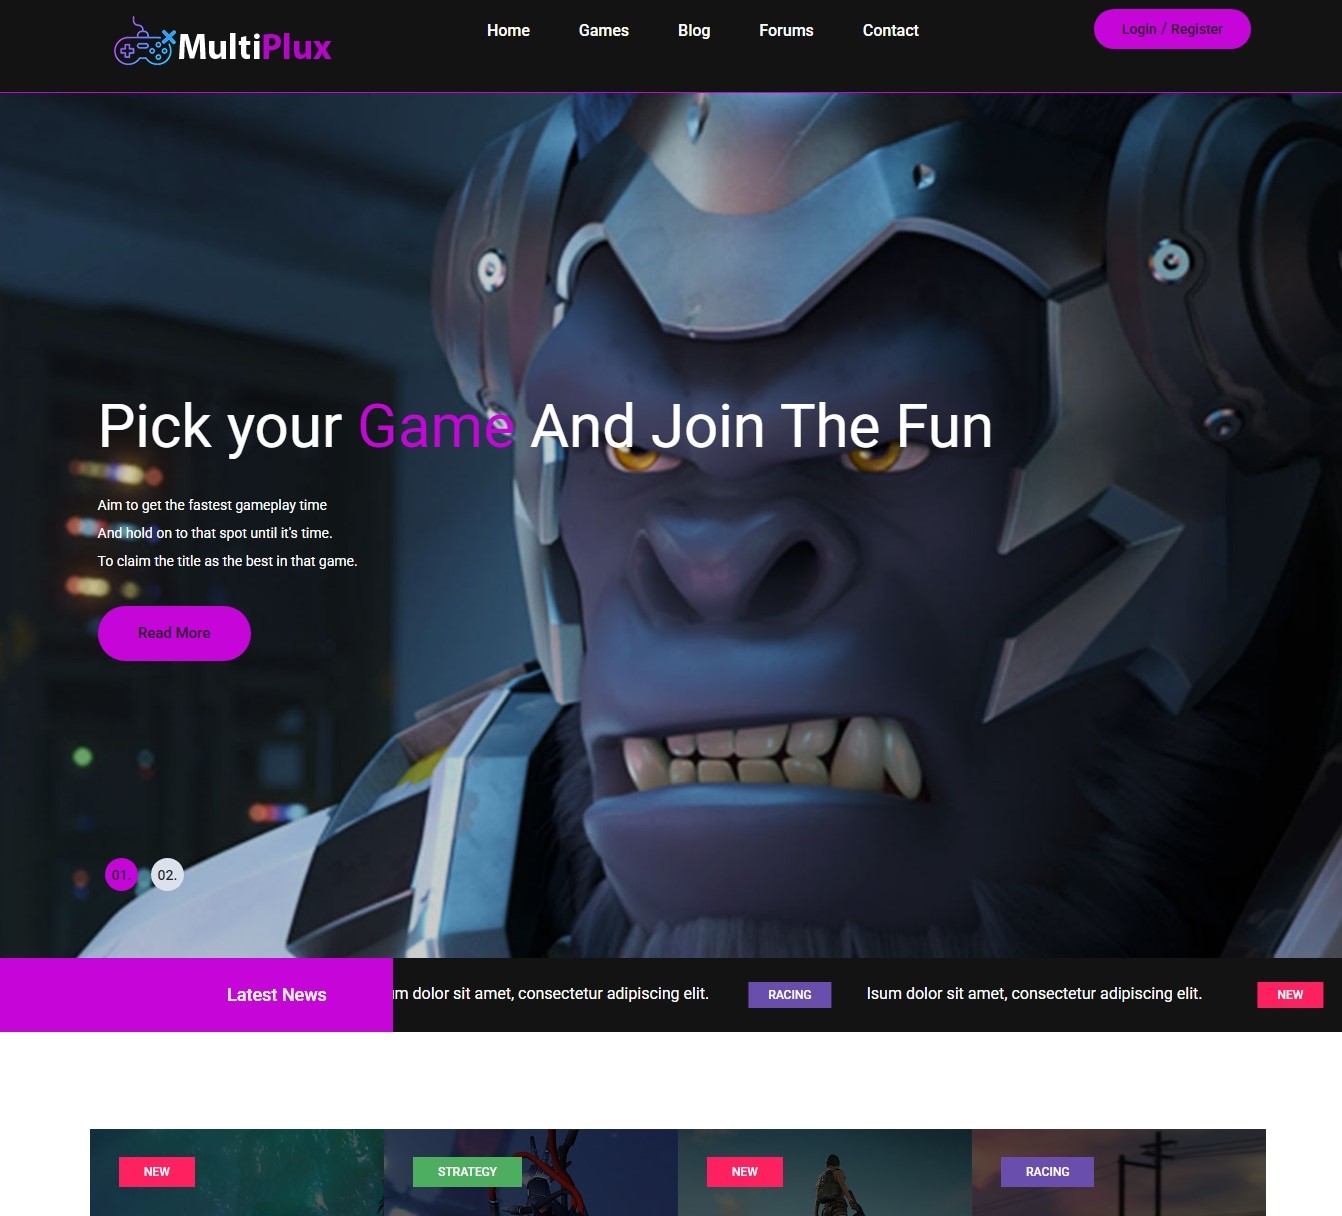 MultiPlux
Home Games Blog Forums Contact
Login / Register
Pick your Game And Join The Fun
Aim to get the fastest gameplay time
And hold on to that spot until it's time.
To claim the title as the best in that game.
Read More
01. 02.
Latest News
m dolor sit amet, consectetur adipiscing elit. RACING Isum dolor sit amet, consectetur adipiscing elit. NEW
NEW STRATEGY NEW RACING